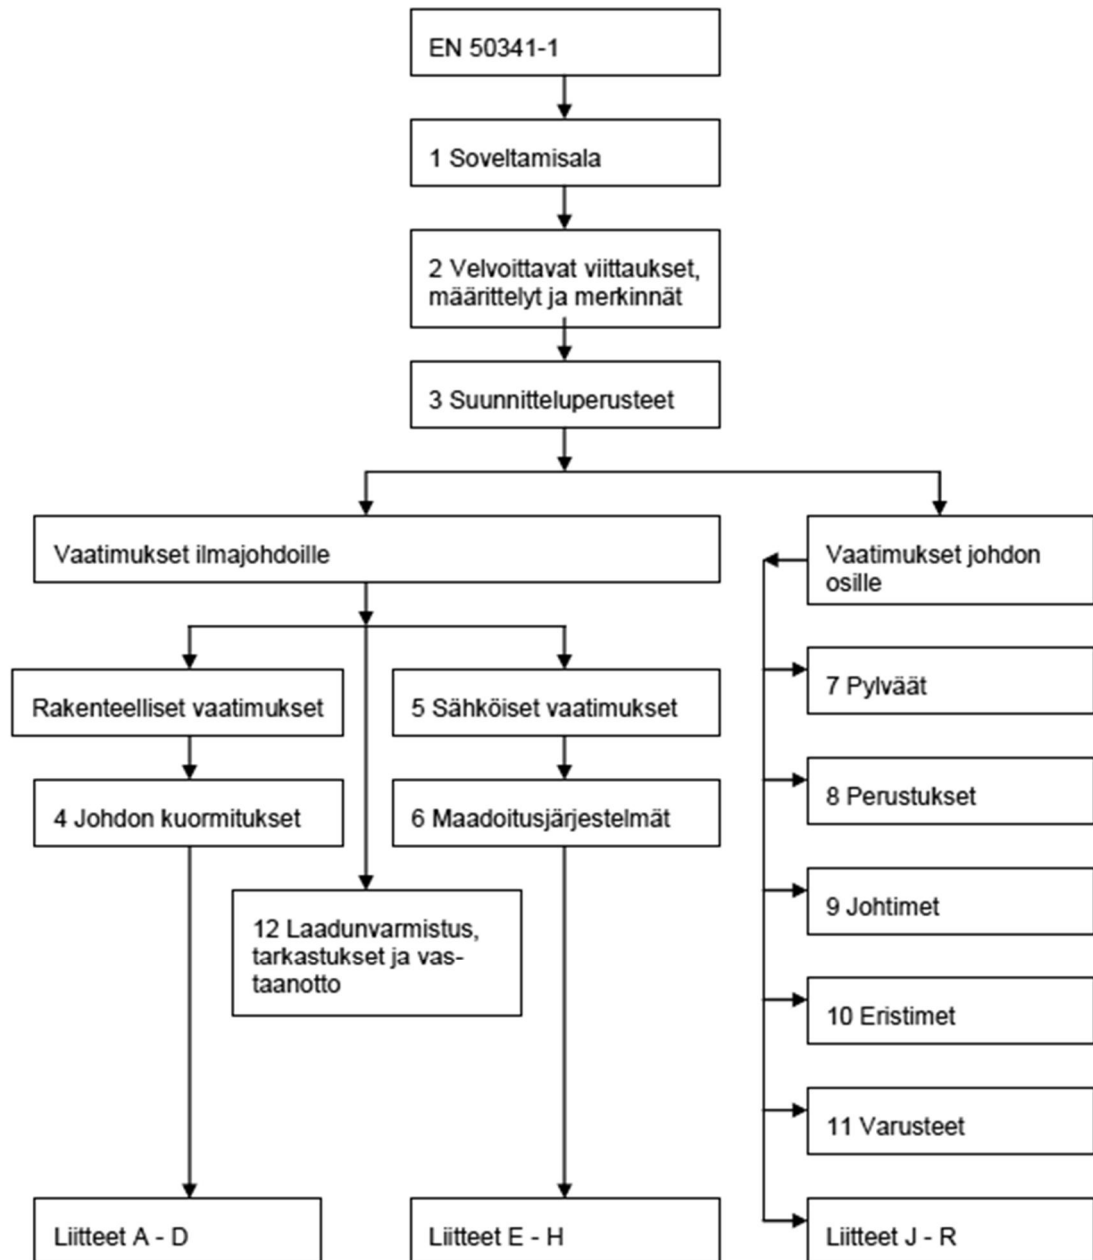 EN 50341-1
1 Soveltamisala
2 Velvoittavat viittaukset,
määrittelyt ja merkinnät
3 Suunnitteluperusteet
Vaatimukset ilmajohdoille
Vaatimukset johdon
osille
Rakenteelliset vaatimukset
5 Sähköiset vaatimukset
7 Pylväät
4 Johdon kuormitukset
6 Maadoitusjärjestelmät
8 Perustukset
12 Laadunvarmistus,
tarkastukset ja vas-
taanotto
9 Johtimet
10 Eristimet
11 Varusteet
Liitteet A - D
Liitteet E - H
Liitteet J - R